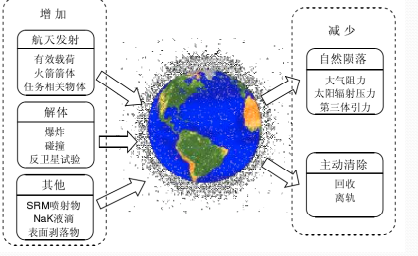 增加
航天发射
有效载荷
火箭箭体
任务相关物体
解体
爆炸
碰撞
反卫星试验
其他
SRM喷射物
NaK液滴
表面剥落物
减少
自然陨落
大气阻力
太阳辐射压力
第三体引力
主动清除
回收
离轨